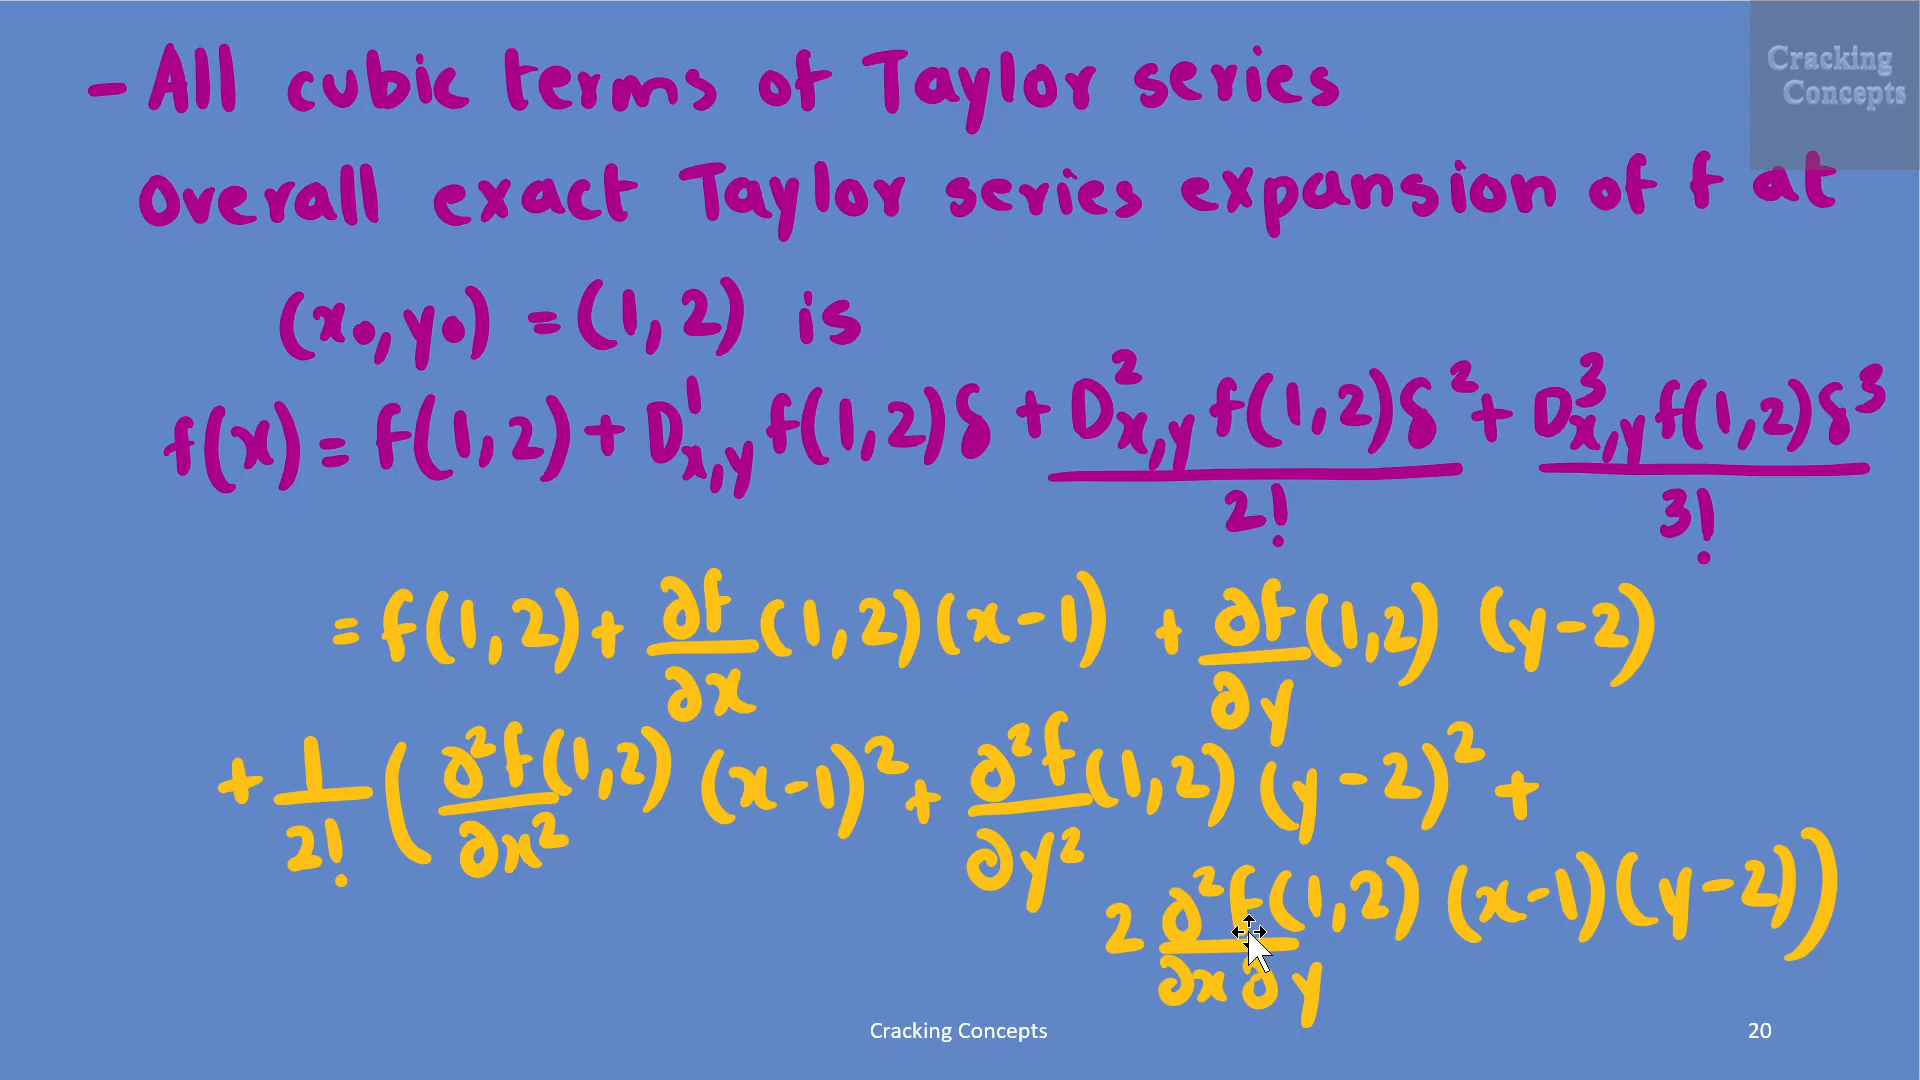 Cracking
Concepts
- All cubic terms of Taylor series
Overall exact Taylor series expansion of f at
(x₀,y₀) = (1,2) is
f(x) = f(1,2) + D¹ₓ,ᵧ f(1,2)δ + D²ₓ,ᵧ f(1,2)δ²/2! + D³ₓ,ᵧ f(1,2)δ³/3!
= f(1,2) + ∂f/∂x (1,2)(x-1) + ∂f/∂y (1,2) (y-2)
+ 1/2! ( ∂²f/∂x² (1,2) (x-1)² + ∂²f/∂y² (1,2) (y-2)² +
2 ∂²f/∂x∂y (1,2) (x-1)(y-2))
Cracking Concepts 20